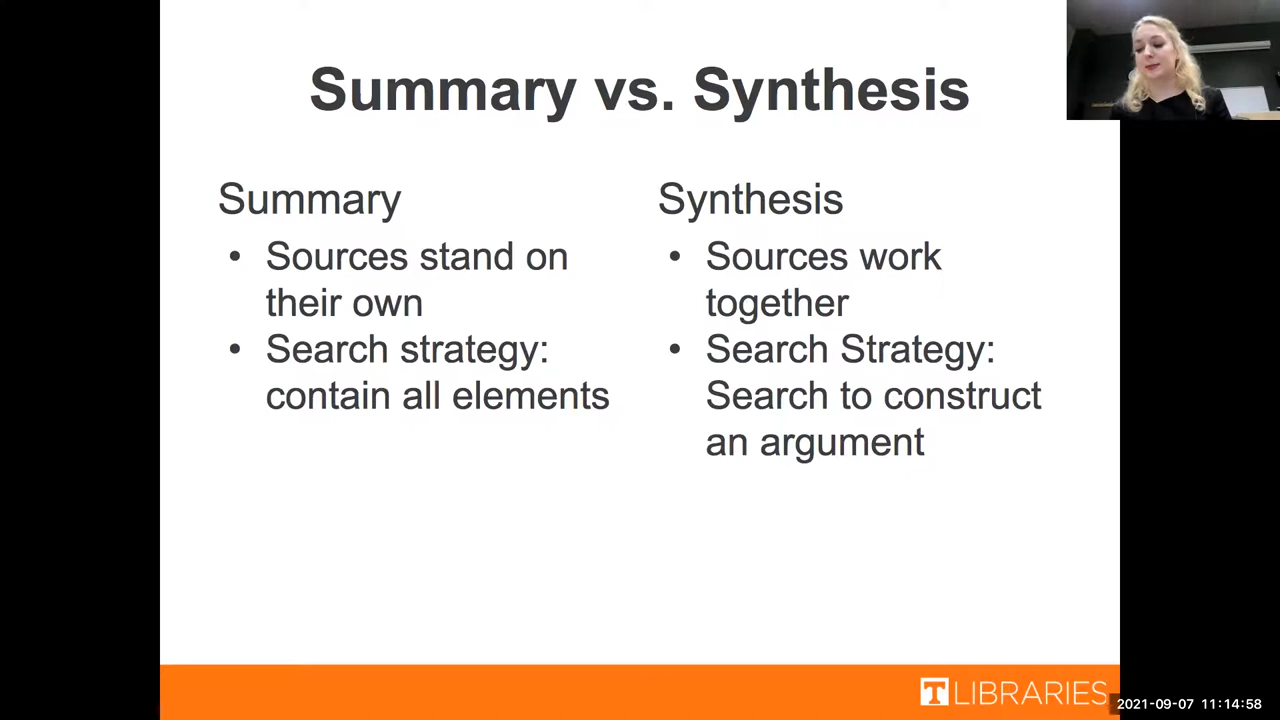 Summary vs. Synthesis
Summary
• Sources stand on
their own
• Search strategy:
contain all elements
Synthesis
• Sources work
together
• Search Strategy:
Search to construct
an argument
T LIBRARIES
2021-09-07 11:14:58